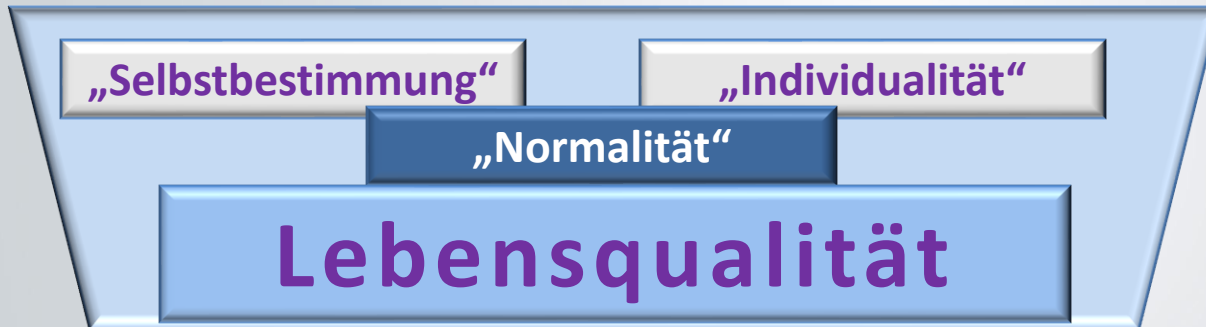 „Selbstbestimmung“
„Individualität“
„Normalität“
Lebensqualität